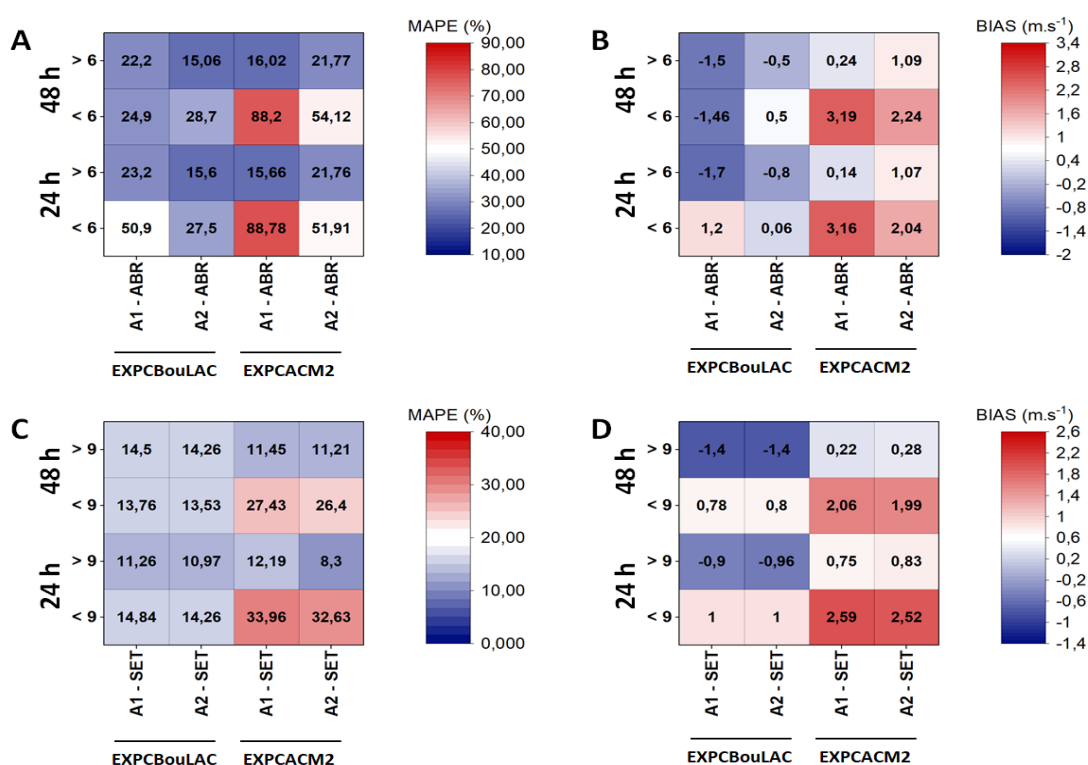 A
MAPE (%)
48 h
24 h
> 6
22,2 15,06 16,02 21,77
< 6
24,9 28,7 88,2 54,12
> 6
23,2 15,6 15,66 21,76
< 6
50,9 27,5 88,78 51,91
A1 - ABR A2 - ABR A1 - ABR A2 - ABR
EXPCBouLAC EXPCACM2
90,00
80,00
70,00
60,00
50,00
40,00
30,00
20,00
10,00
B
BIAS (m.s⁻¹)
48 h
24 h
> 6
-1,5 -0,5 0,24 1,09
< 6
-1,46 0,5 3,19 2,24
> 6
-1,7 -0,8 0,14 1,07
< 6
1,2 0,06 3,16 2,04
A1 - ABR A2 - ABR A1 - ABR A2 - ABR
EXPCBouLAC EXPCACM2
3,4
2,8
2,2
1,6
1
0,4
-0,2
-0,8
-1,4
-2
C
MAPE (%)
48 h
24 h
> 9
14,5 14,26 11,45 11,21
< 9
13,76 13,53 27,43 26,4
> 9
11,26 10,97 12,19 8,3
< 9
14,84 14,26 33,96 32,63
A1 - SET A2 - SET A1 - SET A2 - SET
EXPCBouLAC EXPCACM2
40,00
30,00
20,00
10,00
0,000
D
BIAS (m.s⁻¹)
48 h
24 h
> 9
-1,4 -1,4 0,22 0,28
< 9
0,78 0,8 2,06 1,99
> 9
-0,9 -0,96 0,75 0,83
< 9
1 1 2,59 2,52
A1 - SET A2 - SET A1 - SET A2 - SET
EXPCBouLAC EXPCACM2
2,6
2,2
1,8
1,4
1
0,6
0,2
-0,2
-0,6
-1
-1,4